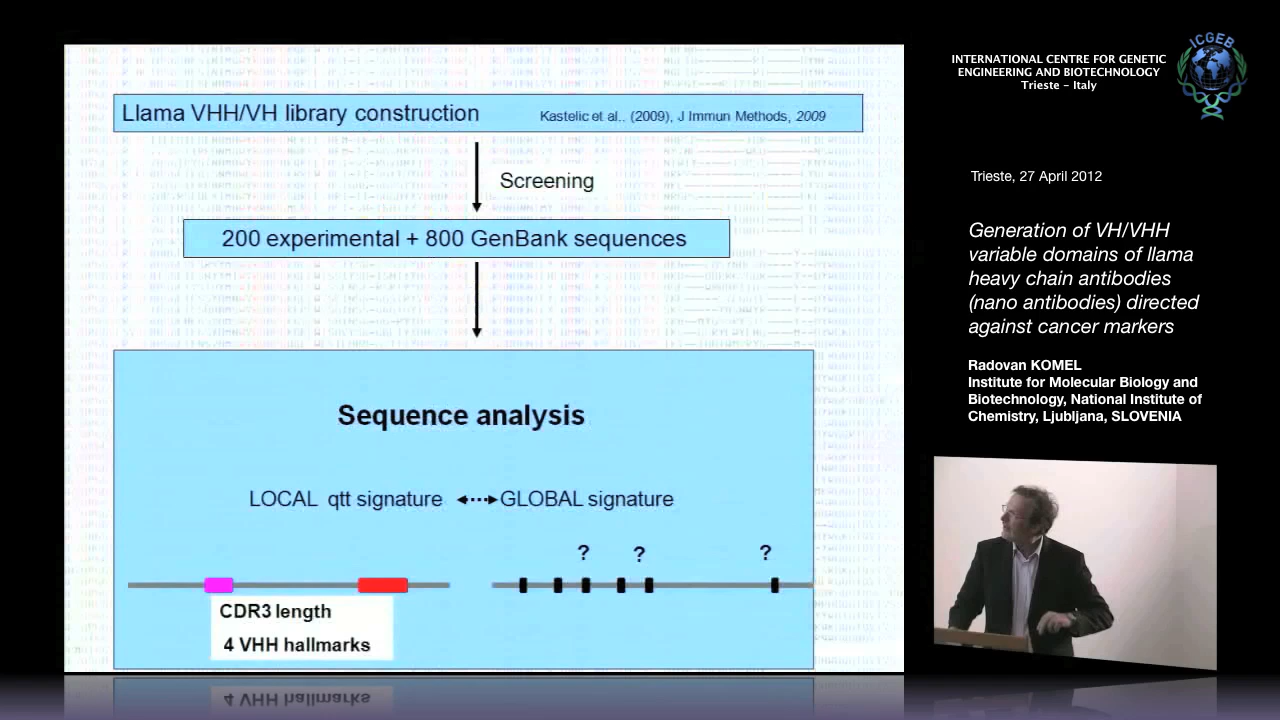 Llama VHH/VH library construction Kastelic et al.. (2009), J Immun Methods, 2009
Screening
200 experimental + 800 GenBank sequences
Sequence analysis
LOCAL qtt signature GLOBAL signature
? ? ?
CDR3 length
4 VHH hallmarks
INTERNATIONAL CENTRE FOR GENETIC
ENGINEERING AND BIOTECHNOLOGY
Trieste - Italy
ICGEB
Trieste, 27 April 2012
Generation of VH/VHH
variable domains of llama
heavy chain antibodies
(nano antibodies) directed
against cancer markers
Radovan KOMEL
Institute for Molecular Biology and
Biotechnology, National Institute of
Chemistry, Ljubljana, SLOVENIA